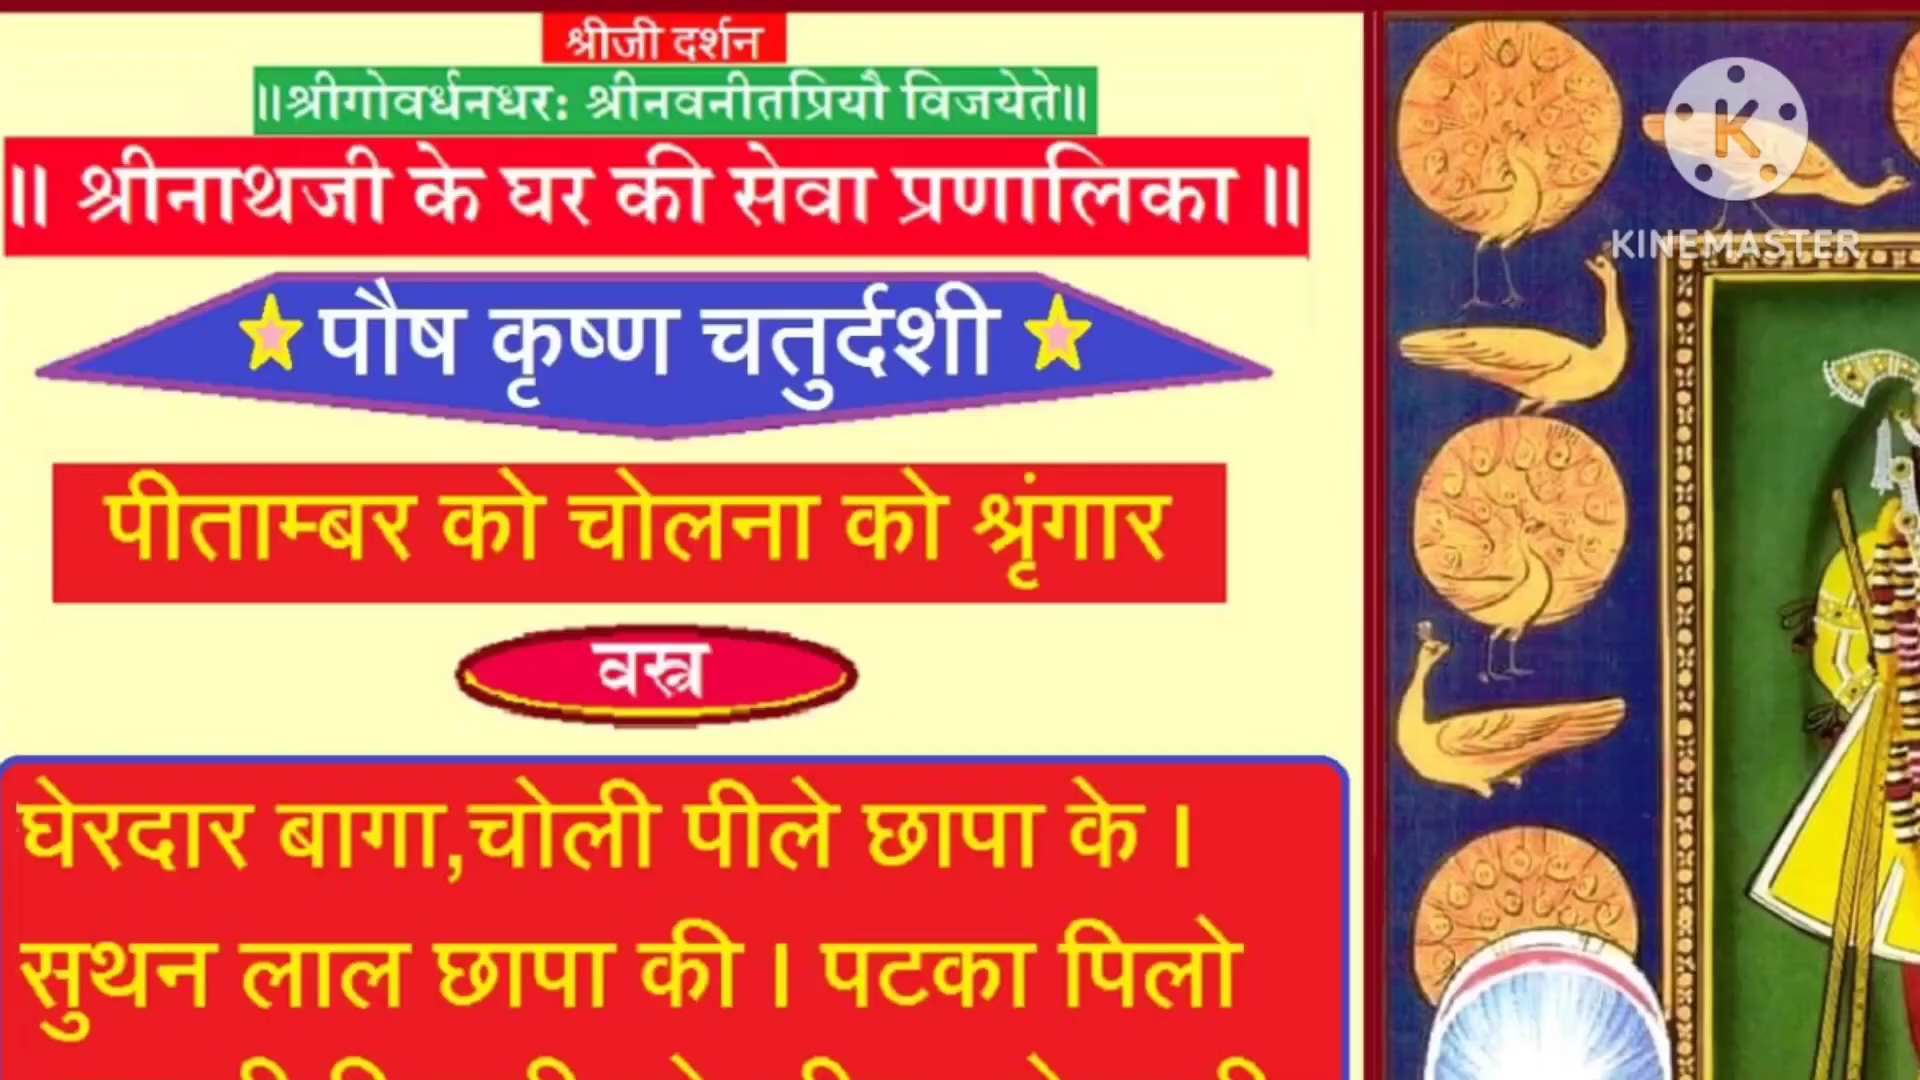 श्रीजी दर्शन
॥श्रीगोवर्धनधर: श्रीनवनीतप्रियौ विजयेते॥
॥ श्रीनाथजी के घर की सेवा प्रणालिका ॥
पौष कृष्ण चतुर्दशी
पीताम्बर को चोलना को श्रृंगार
वस्त्र
घेरदार बागा,चोली पीले छापा के ।
सुथन लाल छापा की । पटका पिलो
K
KINEMASTER